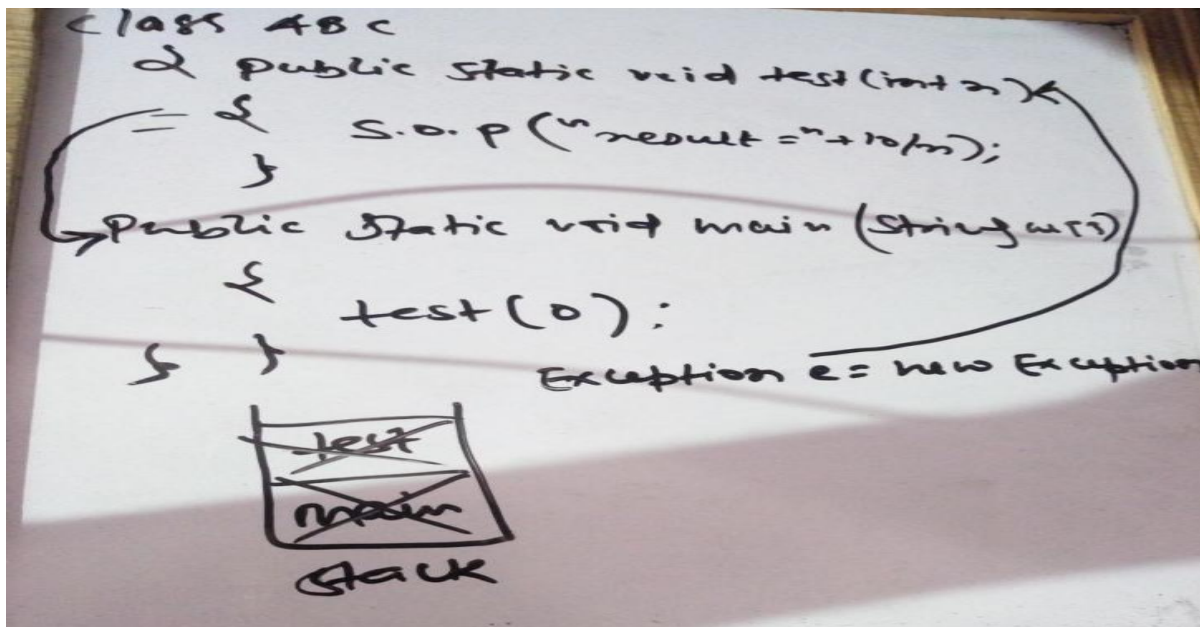 class ABC
{ public static void test(int n)
= {
S.O.P("result ="+10/n);
}
public static void main(String
{
test(0);
} }
Exception e= new Exception
test
main
Stack